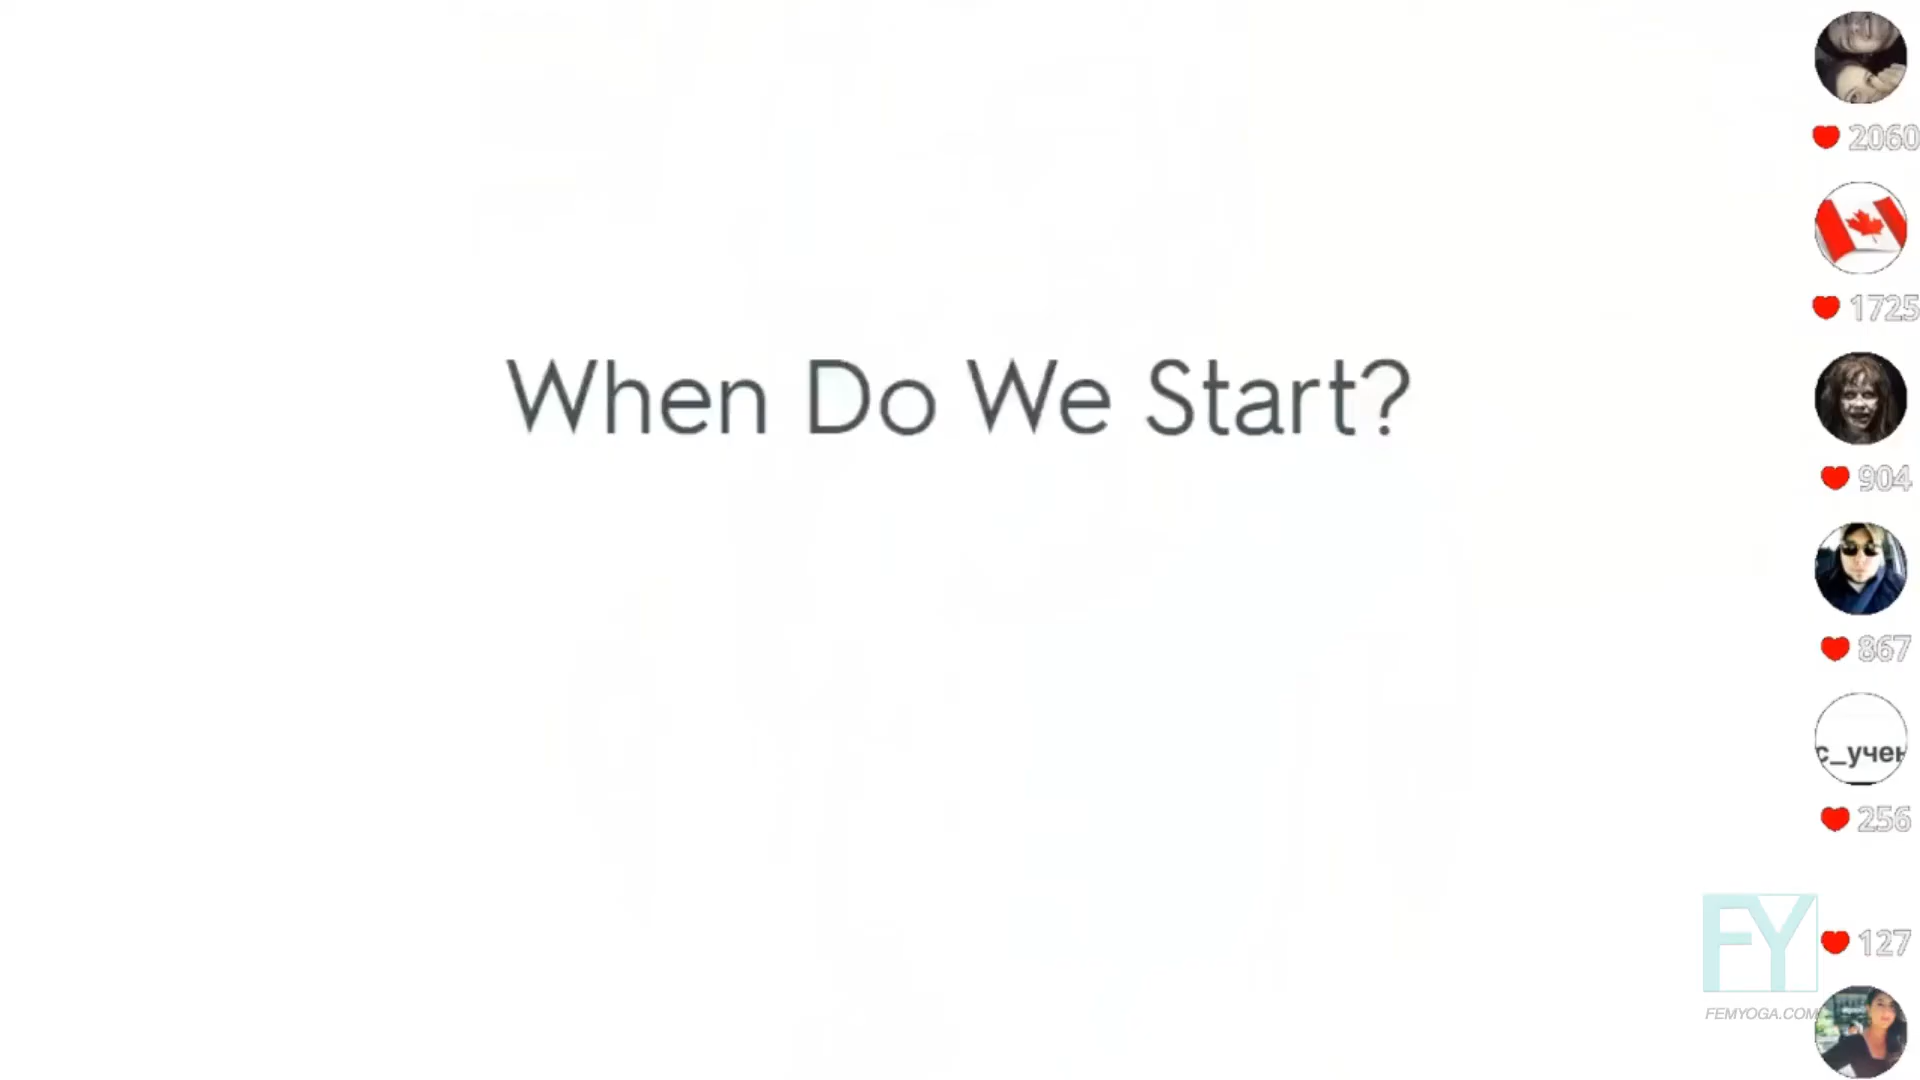 When Do We Start?
2060
1725
904
867
с_учен
256
127
FY
FEMYOGA.COM